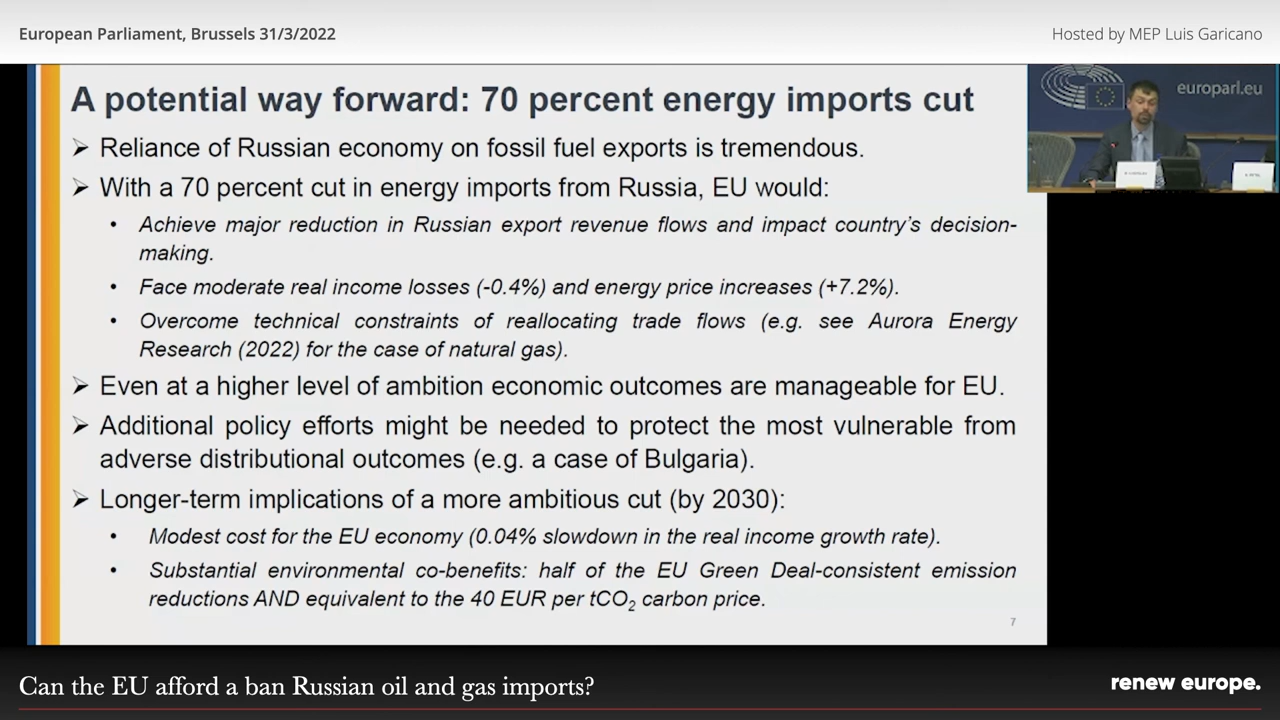 European Parliament, Brussels 31/3/2022
Hosted by MEP Luis Garicano
A potential way forward: 70 percent energy imports cut
europarl.eu
➢ Reliance of Russian economy on fossil fuel exports is tremendous.
➢ With a 70 percent cut in energy imports from Russia, EU would:
• Achieve major reduction in Russian export revenue flows and impact country's decision-
making.
• Face moderate real income losses (-0.4%) and energy price increases (+7.2%).
• Overcome technical constraints of reallocating trade flows (e.g. see Aurora Energy
Research (2022) for the case of natural gas).
➢ Even at a higher level of ambition economic outcomes are manageable for EU.
➢ Additional policy efforts might be needed to protect the most vulnerable from
adverse distributional outcomes (e.g. a case of Bulgaria).
➢ Longer-term implications of a more ambitious cut (by 2030):
• Modest cost for the EU economy (0.04% slowdown in the real income growth rate).
• Substantial environmental co-benefits: half of the EU Green Deal-consistent emission
reductions AND equivalent to the 40 EUR per tCO₂ carbon price.
7
Can the EU afford a ban Russian oil and gas imports?
renew europe.